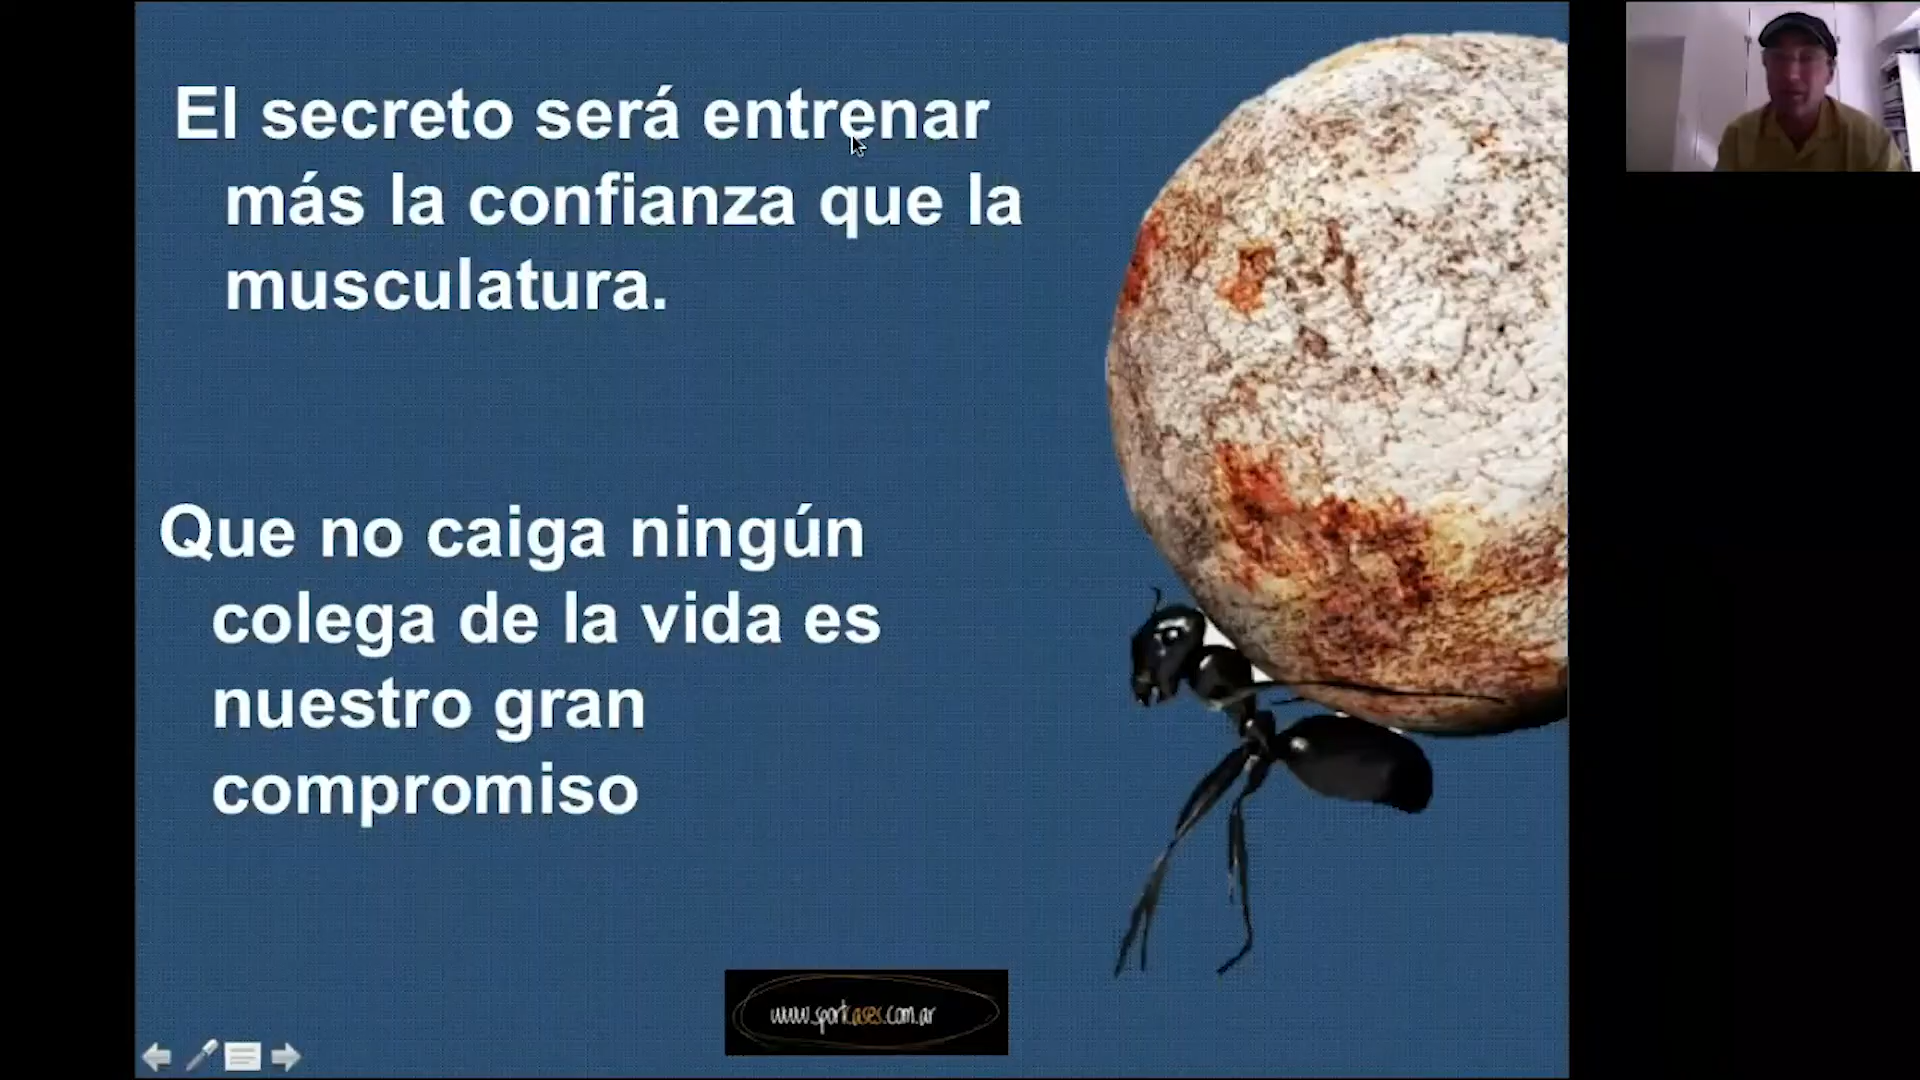 El secreto será entrenar
más la confianza que la
musculatura.
Que no caiga ningún
colega de la vida es
nuestro gran
compromiso
www.sportcases.com.ar